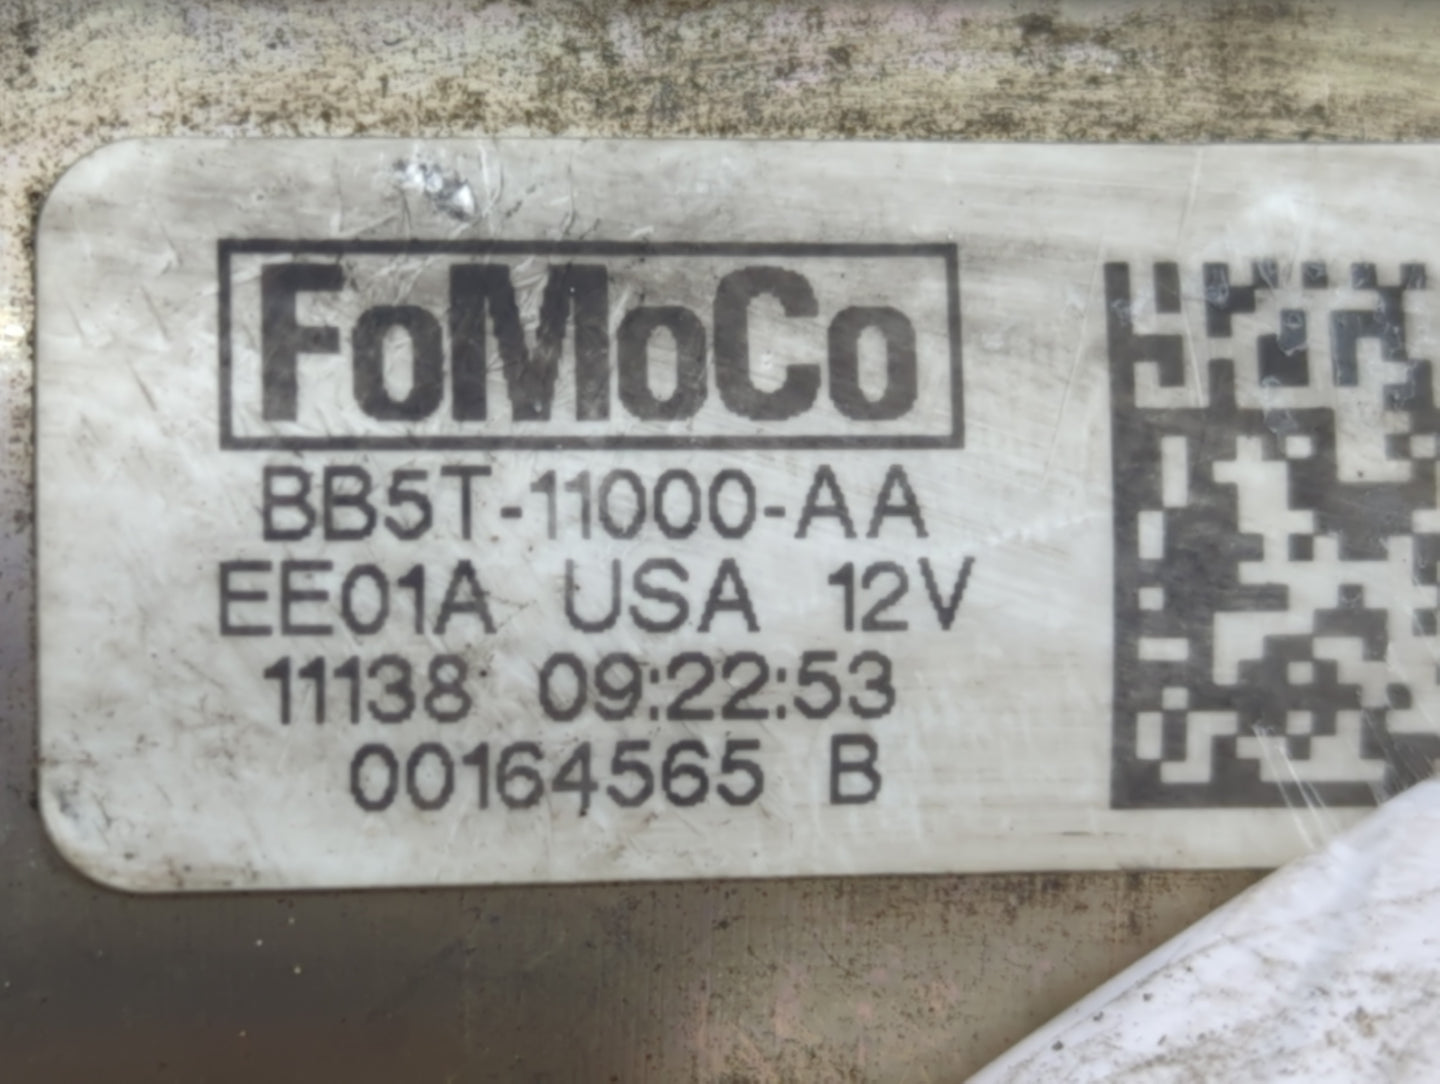 FoMoCo
BB5T-11000-AA
EE01A USA 12V
11138 09:22:53
00164565 B